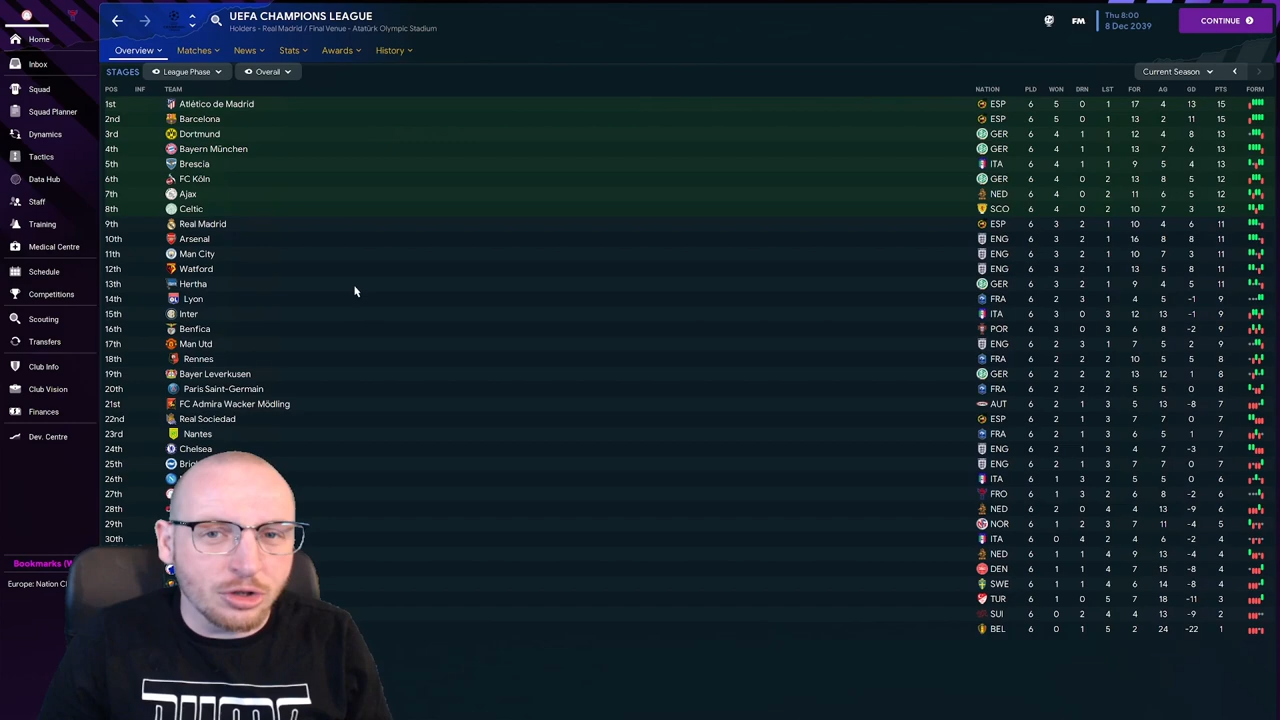 UEFA CHAMPIONS LEAGUE
Holders - Real Madrid / Final Venue - Atatürk Olympic Stadium
FM
Thu 8:00
8 Dec 2039
CONTINUE
Home
Inbox
Squad
Squad Planner
Dynamics
Tactics
Data Hub
Staff
Training
Medical Centre
Schedule
Competitions
Scouting
Transfers
Club Info
Club Vision
Finances
Dev. Centre
Bookmarks (W
Europe: Nation C
Overview Matches News Stats Awards History
STAGES League Phase Overall Current Season
POS INF TEAM NATION PLD WON DRN LST FOR AG GD PTS FORM
1st Atlético de Madrid ESP 6 5 0 1 17 4 13 15
2nd Barcelona ESP 6 5 0 1 13 2 11 15
3rd Dortmund GER 6 4 1 1 12 4 8 13
4th Bayern München GER 6 4 1 1 13 7 6 13
5th Brescia ITA 6 4 1 1 9 5 4 13
6th FC Köln GER 6 4 0 2 13 8 5 12
7th Ajax NED 6 4 0 2 11 6 5 12
8th Celtic SCO 6 4 0 2 10 7 3 12
9th Real Madrid ESP 6 3 2 1 10 4 6 11
10th Arsenal ENG 6 3 2 1 16 8 8 11
11th Man City ENG 6 3 2 1 10 7 3 11
12th Watford ENG 6 3 2 1 13 5 8 11
13th Hertha GER 6 3 2 1 9 4 5 11
14th Lyon FRA 6 2 3 1 4 5 -1 9
15th Inter ITA 6 3 0 3 12 13 -1 9
16th Benfica POR 6 3 0 3 6 8 -2 9
17th Man Utd ENG 6 2 3 1 7 5 2 9
18th Rennes FRA 6 2 2 2 10 5 5 8
19th Bayer Leverkusen GER 6 2 2 2 13 12 1 8
20th Paris Saint-Germain FRA 6 2 2 2 5 5 0 8
21st FC Admira Wacker Mödling AUT 6 2 1 3 5 13 -8 7
22nd Real Sociedad ESP 6 2 1 3 7 7 0 7
23rd Nantes FRA 6 2 1 3 6 5 1 7
24th Chelsea ENG 6 2 1 3 4 7 -3 7
25th ENG 6 2 1 3 7 7 0 7
26th ITA 6 1 3 2 5 5 0 6
27th FRO 6 1 3 2 6 8 -2 6
28th NED 6 2 0 4 3 13 -9 6
29th NOR 6 1 2 3 7 11 -4 5
30th ITA 6 0 4 2 4 6 -2 4
NED 6 1 1 4 9 13 -4 4
DEN 6 1 1 4 7 15 -8 4
SWE 6 1 1 4 6 14 -8 4
TUR 6 1 0 5 7 18 -11 3
SUI 6 0 2 4 4 13 -9 2
BEL 6 0 1 5 2 24 -22 1